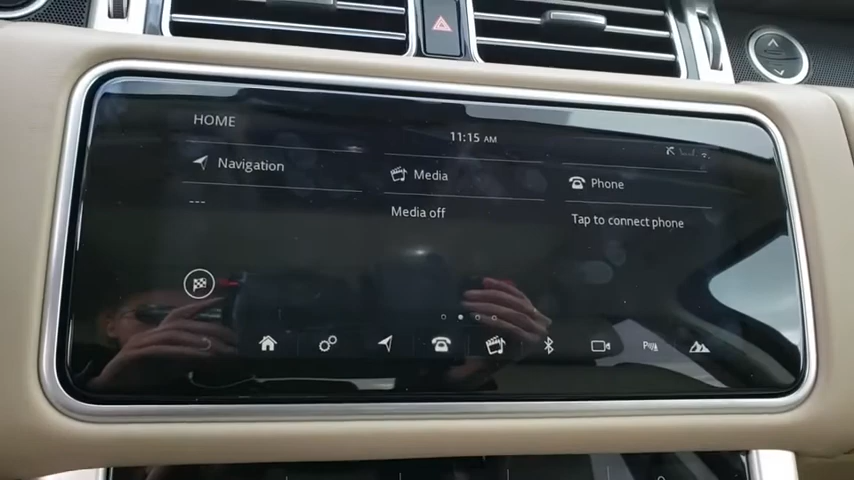 HOME
11:15 AM
Navigation
Media
Phone
---
Media off
Tap to connect phone